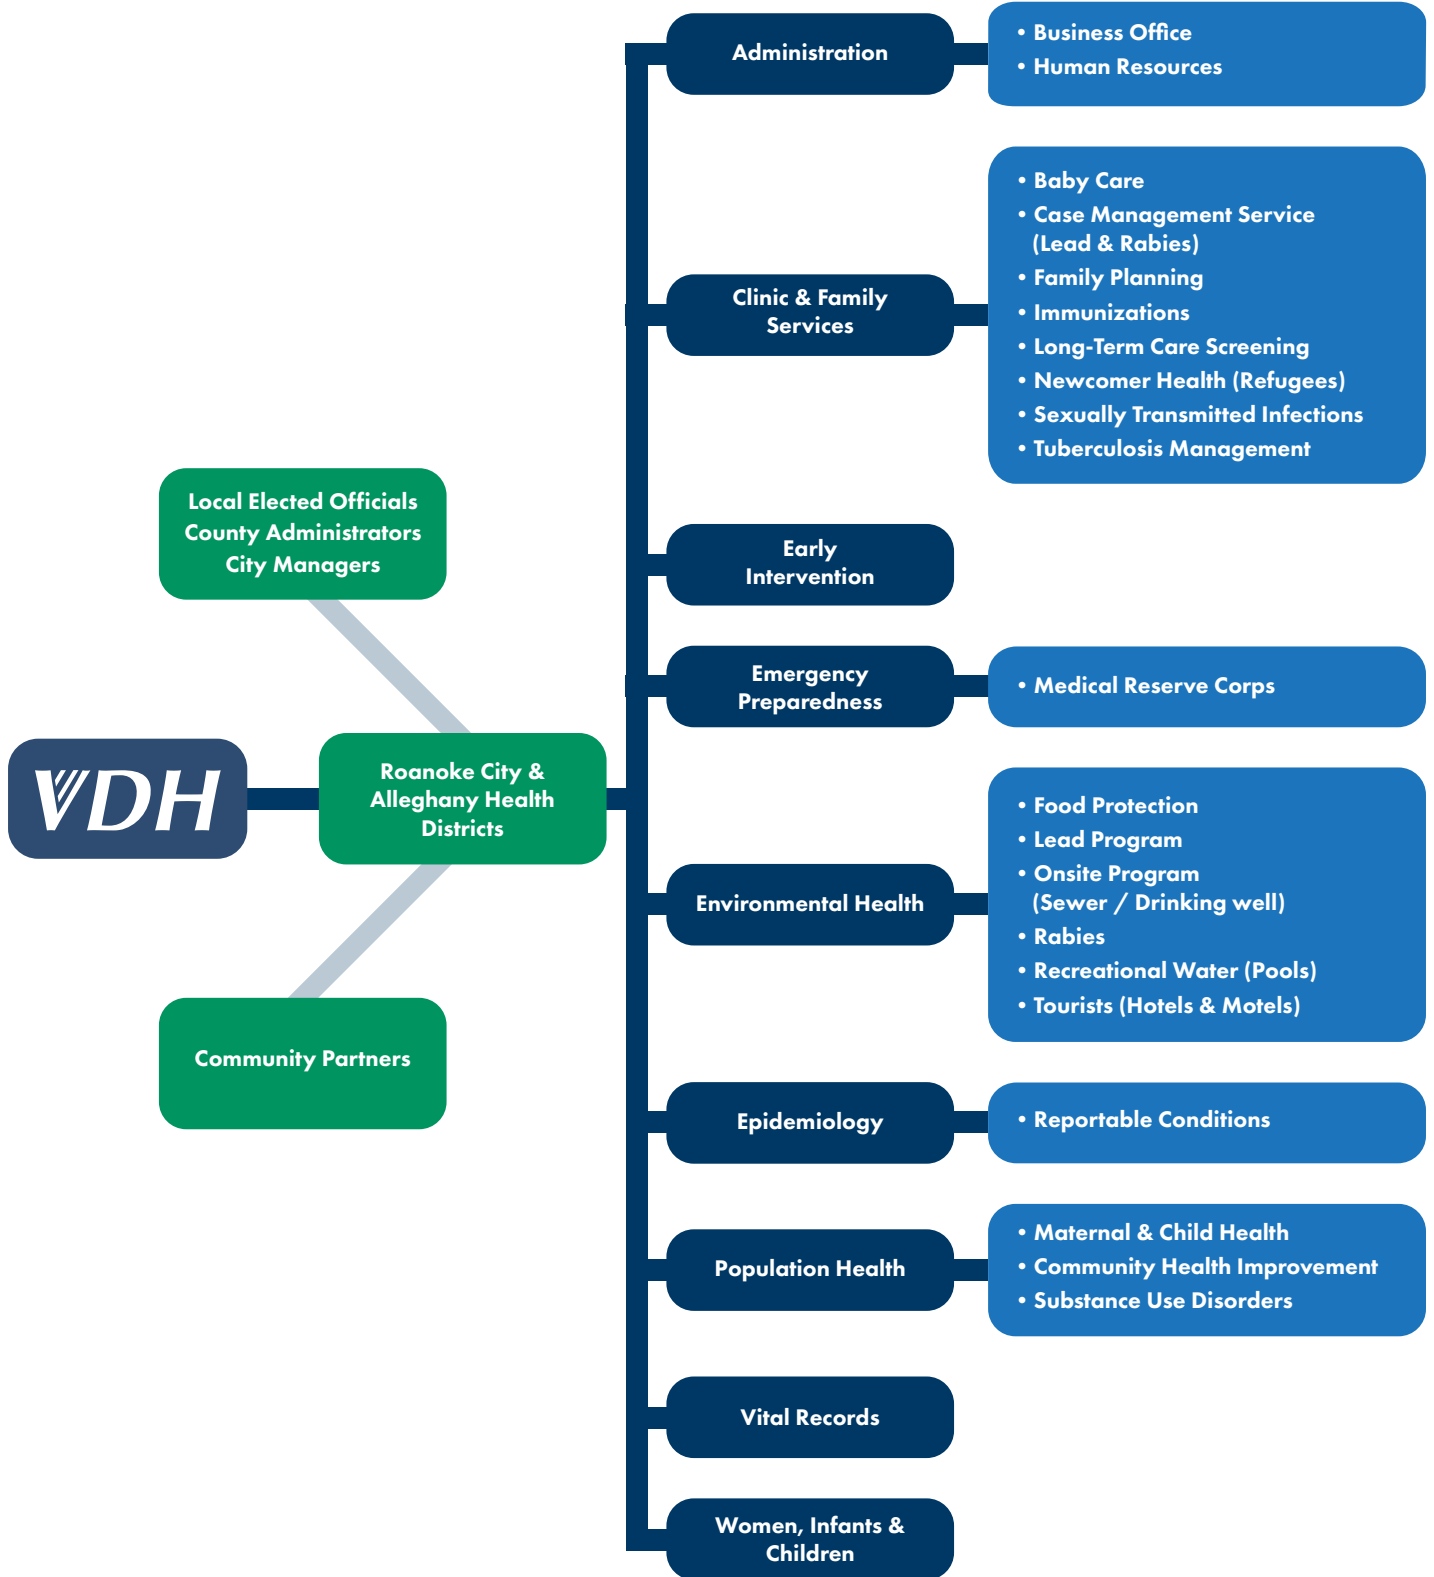 Administration
• Business Office
• Human Resources
Clinic & Family
Services
• Baby Care
• Case Management Service
(Lead & Rabies)
• Family Planning
• Immunizations
• Long-Term Care Screening
• Newcomer Health (Refugees)
• Sexually Transmitted Infections
• Tuberculosis Management
Local Elected Officials
County Administrators
City Managers
Early
Intervention
Emergency
Preparedness
• Medical Reserve Corps
VDH
Roanoke City &
Alleghany Health
Districts
Environmental Health
• Food Protection
• Lead Program
• Onsite Program
(Sewer / Drinking well)
• Rabies
• Recreational Water (Pools)
• Tourists (Hotels & Motels)
Community Partners
Epidemiology
• Reportable Conditions
Population Health
• Maternal & Child Health
• Community Health Improvement
• Substance Use Disorders
Vital Records
Women, Infants &
Children